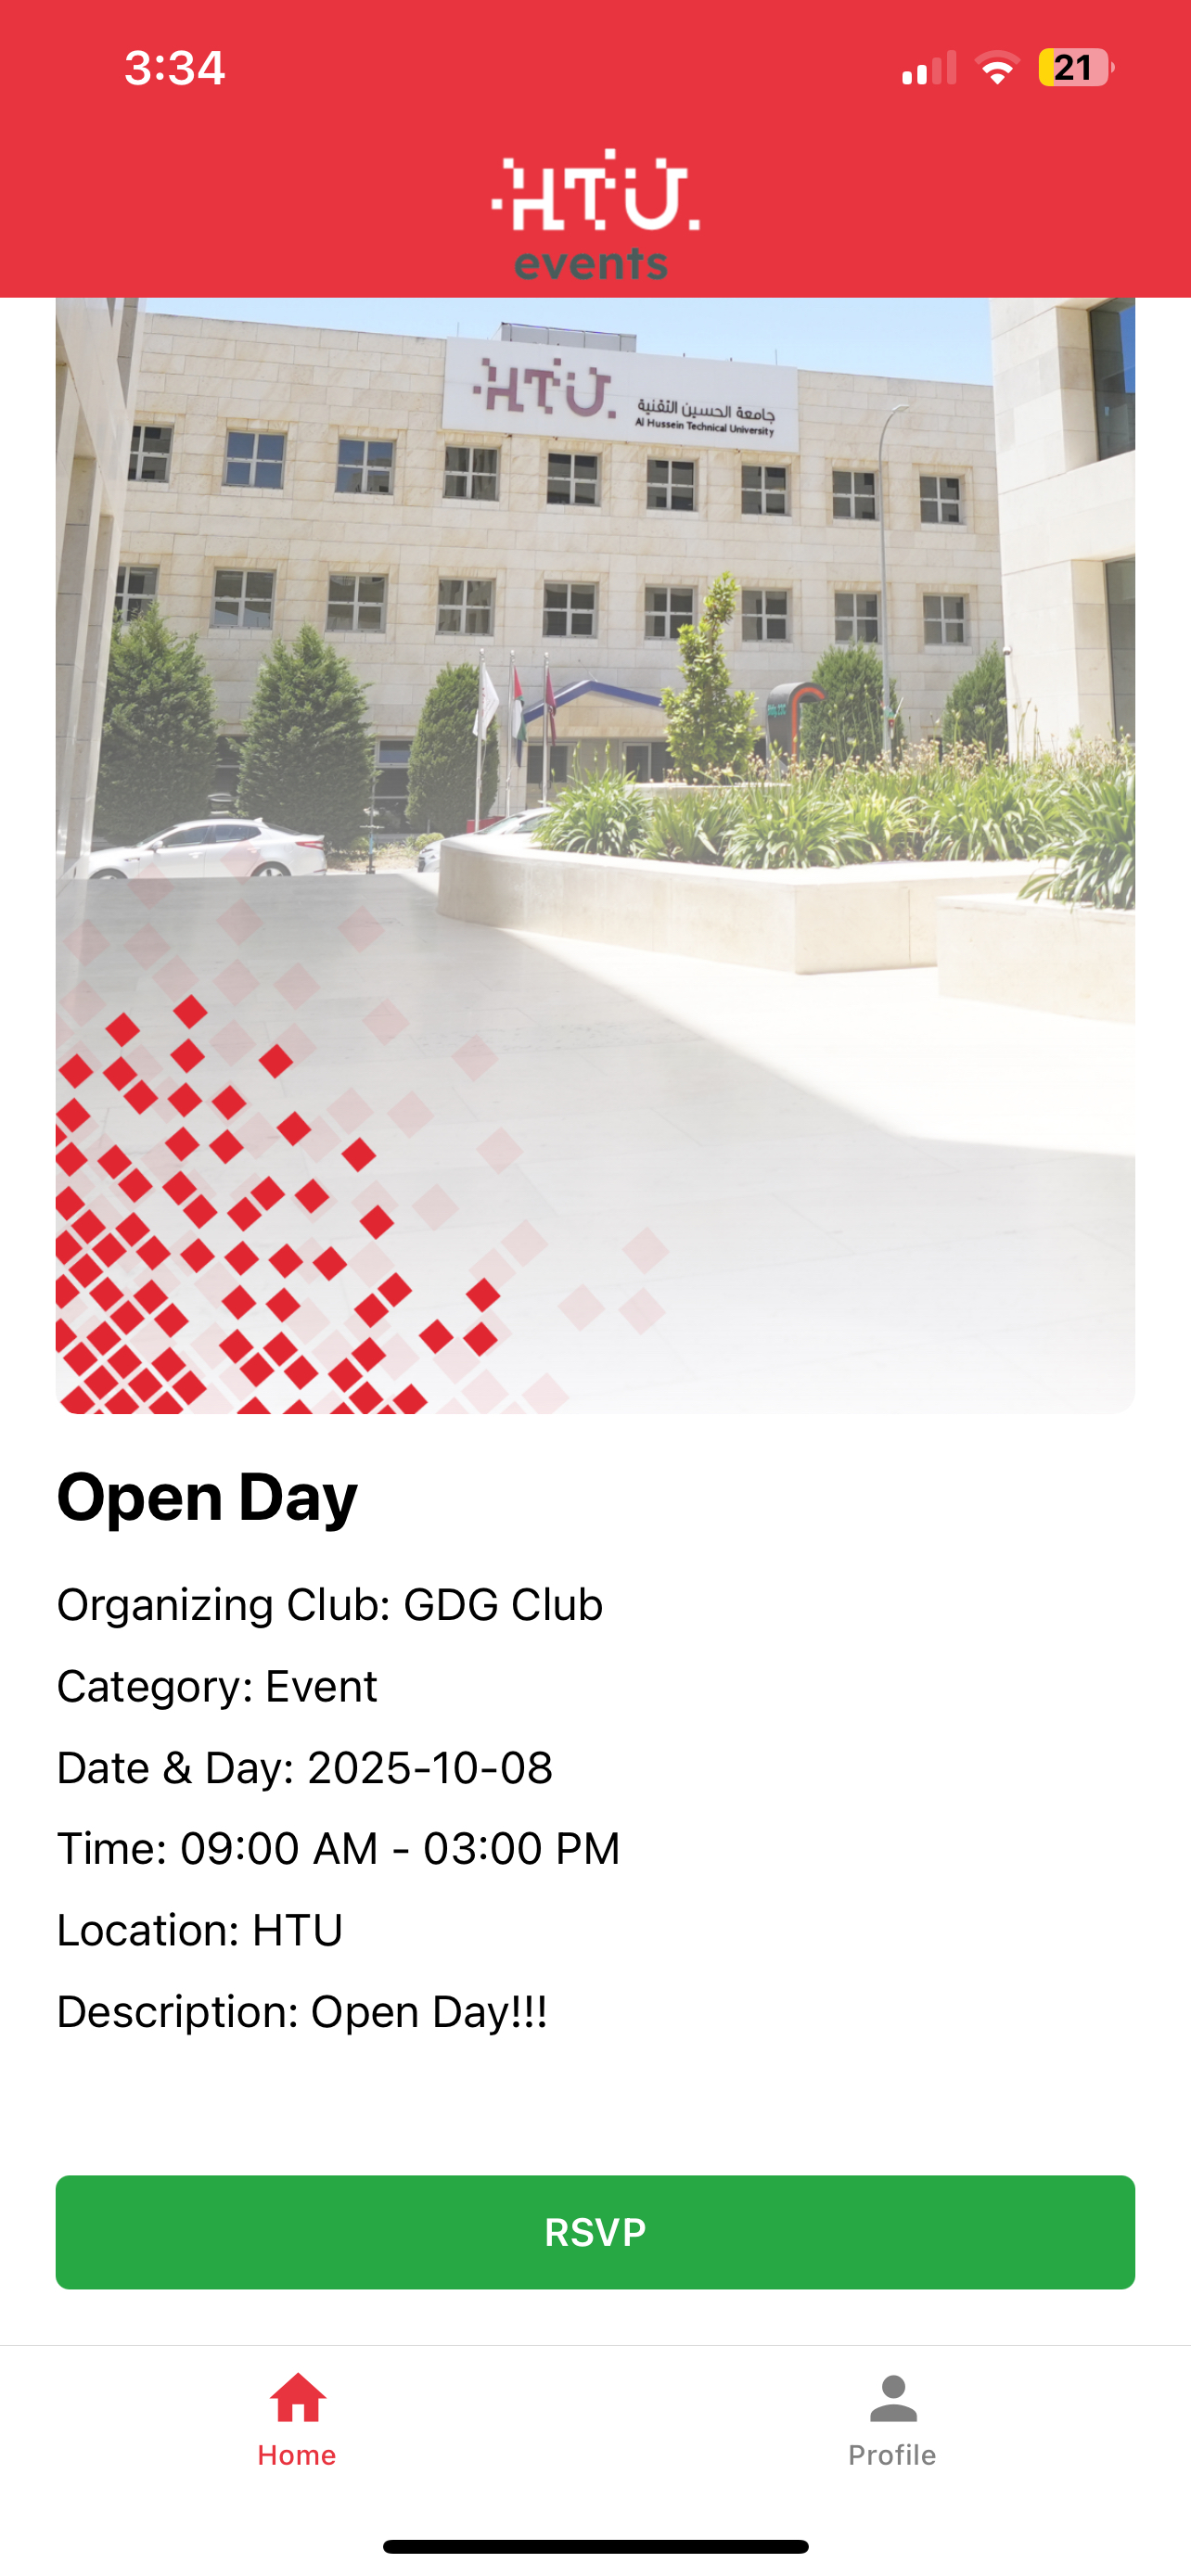 3:34
21
HTU.
events
HTU.
جامعة الحسين التقنية
Al Hussein Technical University
Open Day
Organizing Club: GDG Club
Category: Event
Date & Day: 2025-10-08
Time: 09:00 AM - 03:00 PM
Location: HTU
Description: Open Day!!!
RSVP
Home
Profile